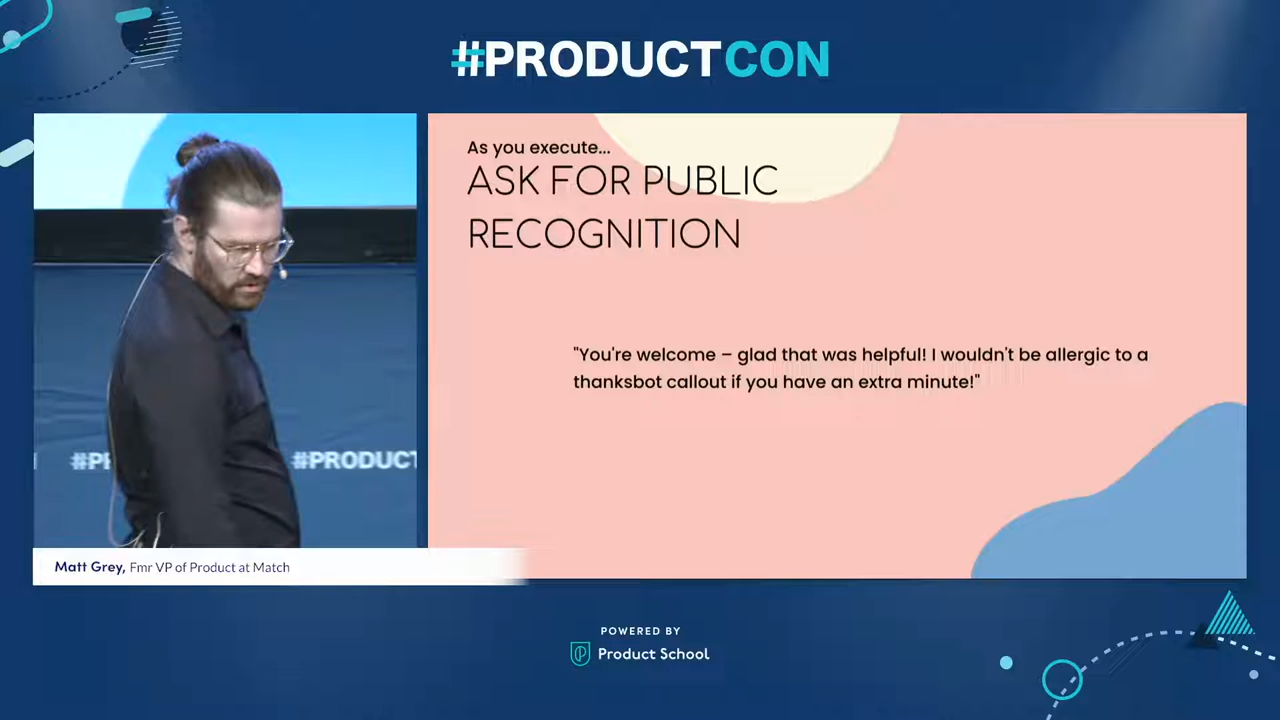 #PRODUCTCON
As you execute...
ASK FOR PUBLIC
RECOGNITION
"You're welcome – glad that was helpful! I wouldn't be allergic to a
thanksbot callout if you have an extra minute!"
#PR
#PRODUCT
Matt Grey, Fmr VP of Product at Match
POWERED BY
Product School